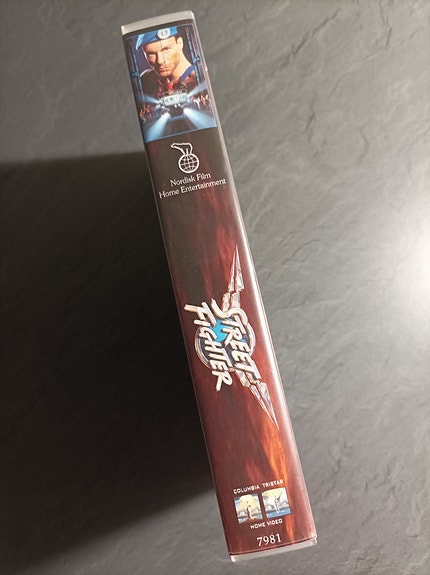 Nordisk Film
Home Entertainment
STREET
FIGHTER
COLUMBIA TRISTAR
HOME VIDEO
7981